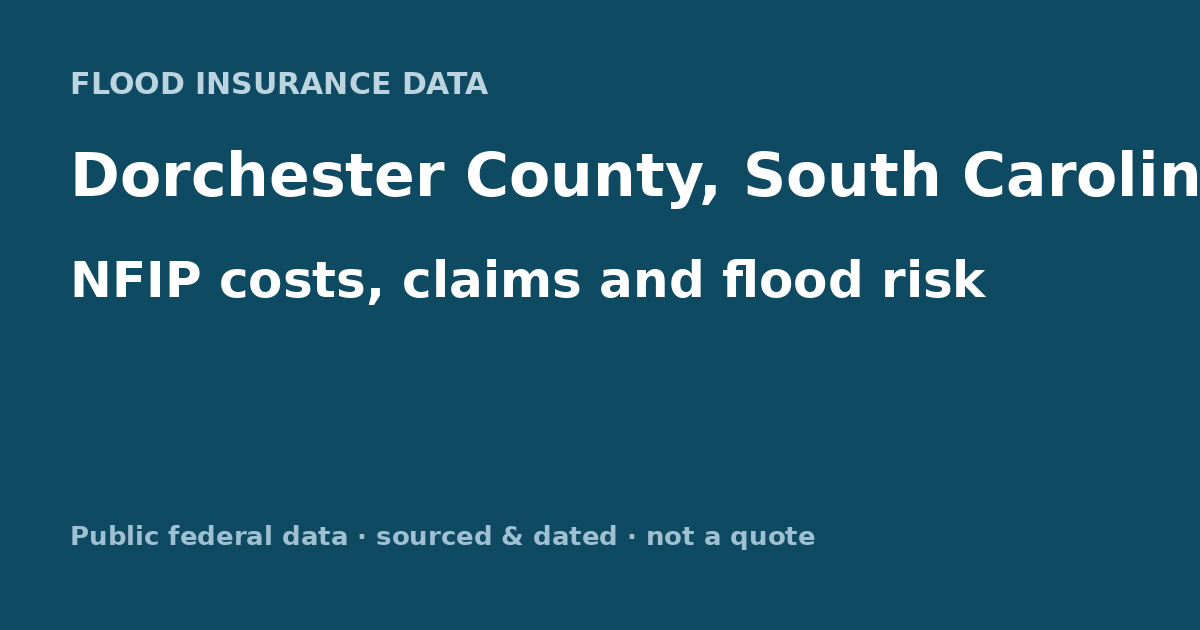 FLOOD INSURANCE DATA
Dorchester County, South Carolin
NFIP costs, claims and flood risk
Public federal data · sourced & dated · not a quote